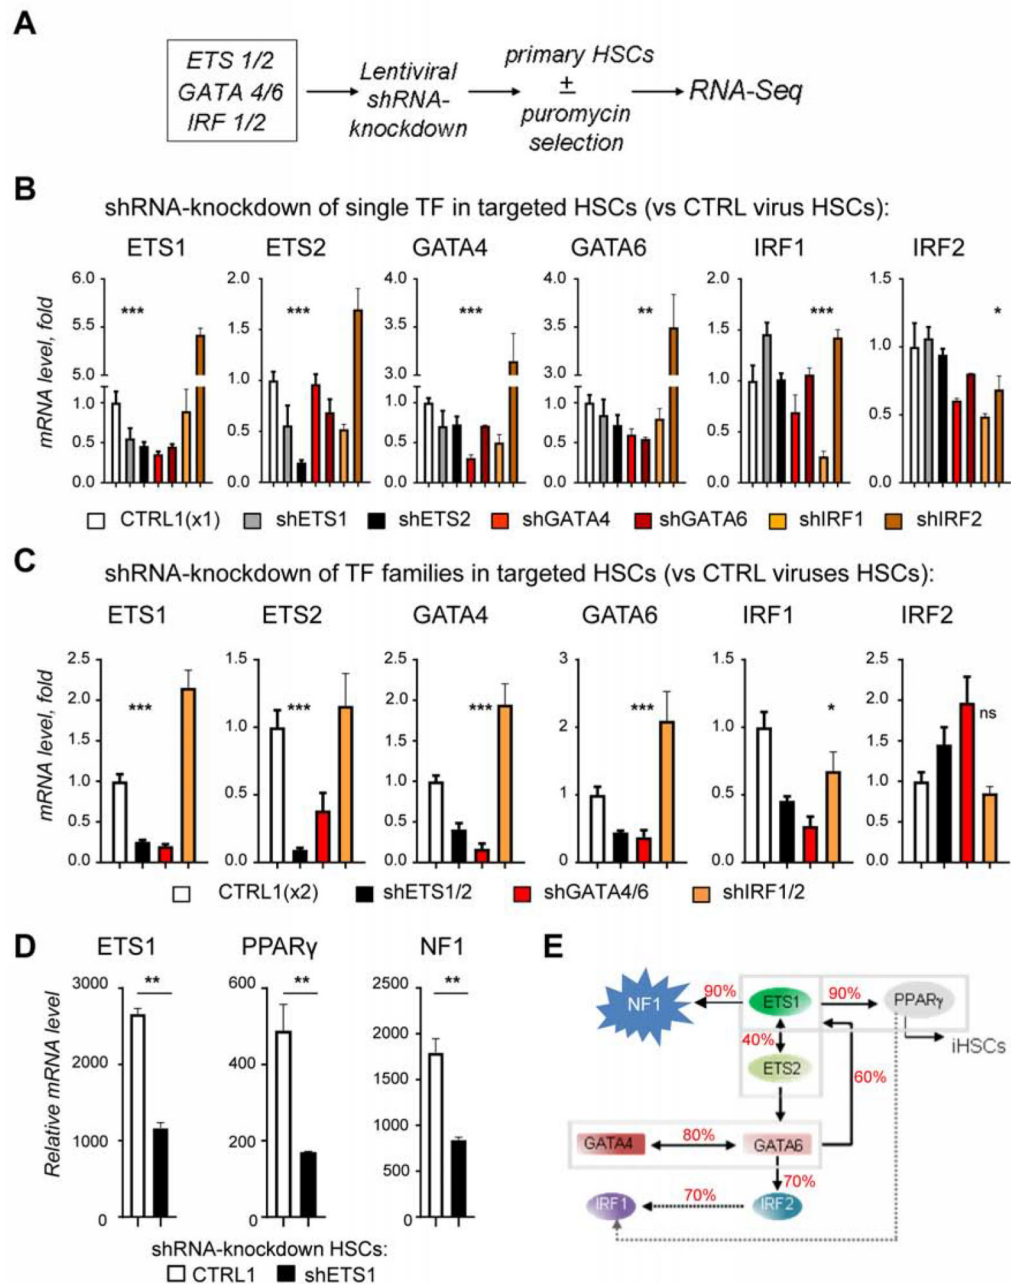 A
ETS 1/2
GATA 4/6
IRF 1/2
Lentiviral
shRNA-
knockdown
primary HSCs
±
puromycin
selection
RNA-Seq
B
shRNA-knockdown of single TF in targeted HSCs (vs CTRL virus HSCs):
ETS1 ETS2 GATA4 GATA6 IRF1 IRF2
mRNA level, fold
6.0
5.5
5.0
1.0
0.5
0.0
***
2.0
1.5
1.0
0.5
0.0
***
4.0
3.5
3.0
1.0
0.5
0.0
***
4.0
3.5
3.0
1.0
0.5
0.0
**
2.0
1.5
1.0
0.5
0.0
***
1.5
1.0
0.5
0.0
*
CTRL1(x1) shETS1 shETS2 shGATA4 shGATA6 shIRF1 shIRF2
C
shRNA-knockdown of TF families in targeted HSCs (vs CTRL viruses HSCs):
ETS1 ETS2 GATA4 GATA6 IRF1 IRF2
mRNA level, fold
2.5
2.0
1.5
1.0
0.5
0.0
***
1.5
1.0
0.5
0.0
***
2.5
2.0
1.5
1.0
0.5
0.0
***
3
2
1
0
***
1.5
1.0
0.5
0.0
*
2.5
2.0
1.5
1.0
0.5
0.0
ns
CTRL1(x2) shETS1/2 shGATA4/6 shIRF1/2
D
ETS1 PPARγ NF1
Relative mRNA level
3000
2000
1000
0
**
600
400
200
0
**
2500
2000
1500
1000
500
0
**
shRNA-knockdown HSCs:
CTRL1 shETS1
E
NF1
90%
ETS1
90%
PPARγ
iHSCs
40%
ETS2
60%
GATA4
80%
GATA6
70%
IRF1
70%
IRF2